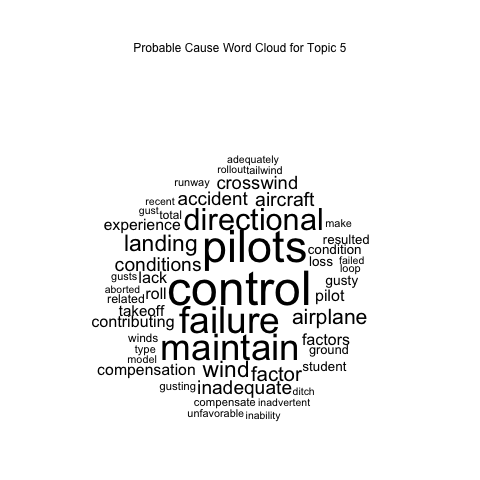 Probable Cause Word Cloud for Topic 5
adequately
rollout tailwind
runway crosswind
accident aircraft
recent
gust total directional make
experience
landing pilots resulted
condition
conditions loss failed
loop
gusts lack control gusty
aborted roll pilot
related
takeoff failure airplane
contributing
winds maintain factors
type ground
model
compensation wind factor student
gusting inadequate ditch
compensate inadvertent
unfavorable inability